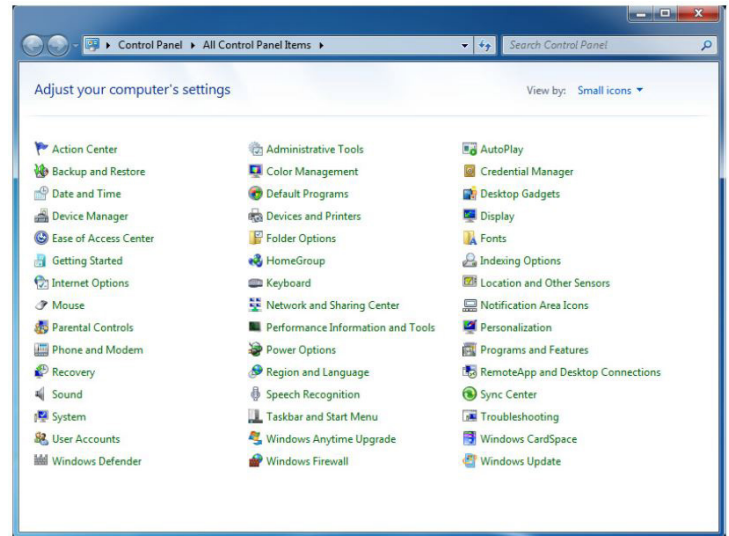 Control Panel ▸ All Control Panel Items ▸ Search Control Panel
Adjust your computer's settings View by: Small icons
Action Center Administrative Tools AutoPlay
Backup and Restore Color Management Credential Manager
Date and Time Default Programs Desktop Gadgets
Device Manager Devices and Printers Display
Ease of Access Center Folder Options Fonts
Getting Started HomeGroup Indexing Options
Internet Options Keyboard Location and Other Sensors
Mouse Network and Sharing Center Notification Area Icons
Parental Controls Performance Information and Tools Personalization
Phone and Modem Power Options Programs and Features
Recovery Region and Language RemoteApp and Desktop Connections
Sound Speech Recognition Sync Center
System Taskbar and Start Menu Troubleshooting
User Accounts Windows Anytime Upgrade Windows CardSpace
Windows Defender Windows Firewall Windows Update